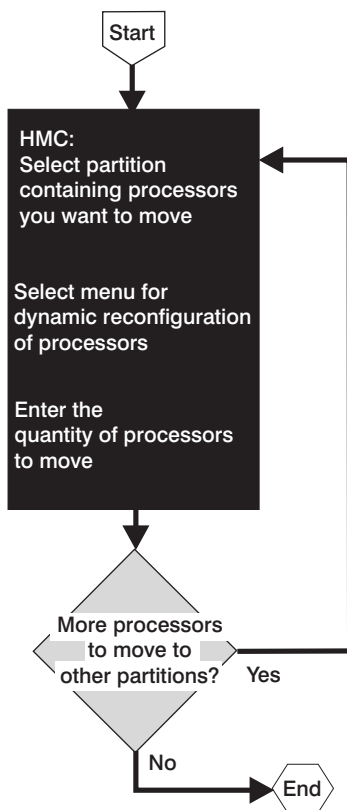 Start
HMC:
Select partition
containing processors
you want to move
Select menu for
dynamic reconfiguration
of processors
Enter the
quantity of processors
to move
More processors
to move to
other partitions?
Yes
No
End